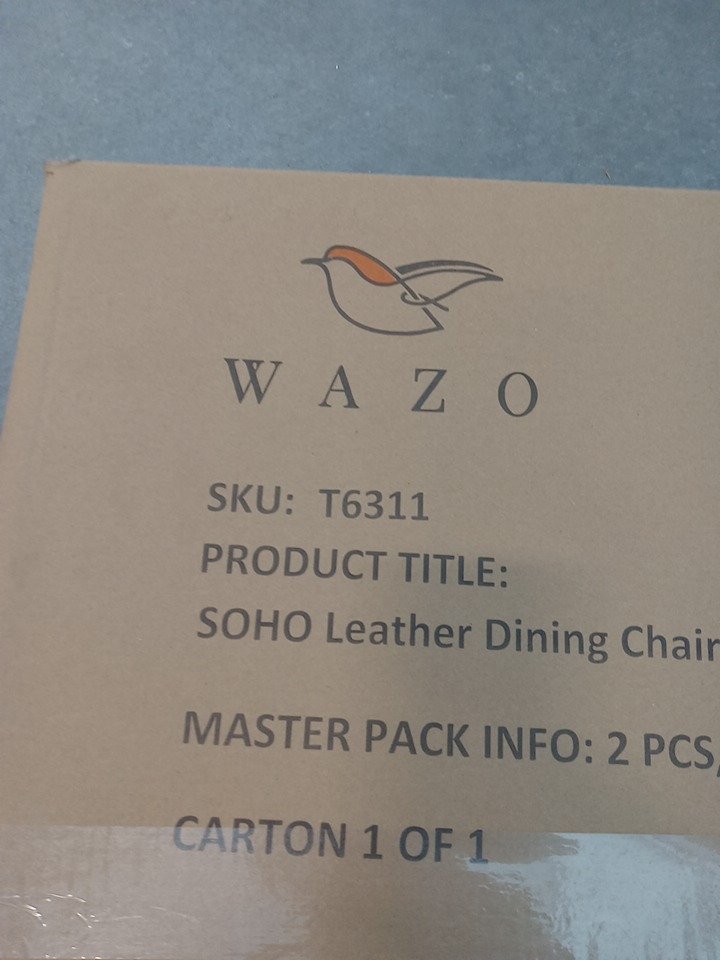 WAZO
SKU: T6311
PRODUCT TITLE:
SOHO Leather Dining Chair
MASTER PACK INFO: 2 PCS,
CARTON 1 OF 1